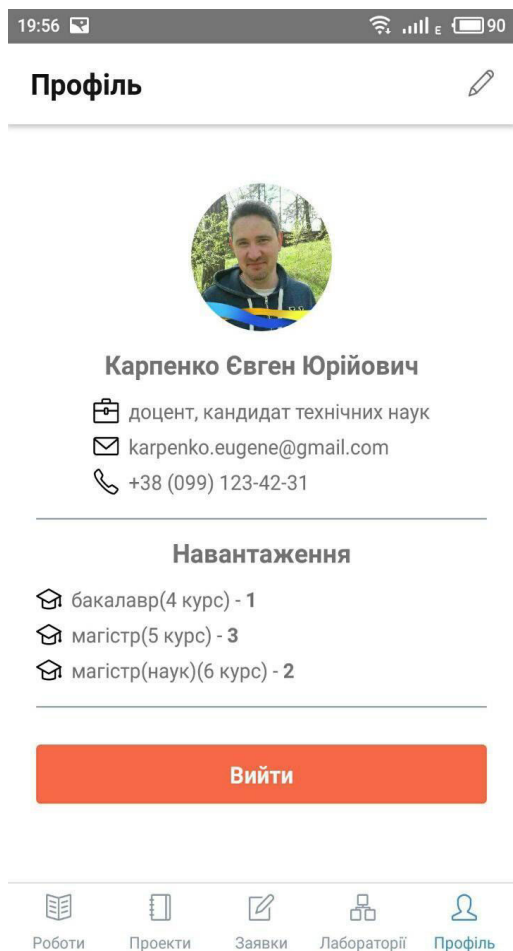 19:56 E 90
Профіль
Карпенко Євген Юрійович
доцент, кандидат технічних наук
karpenko.eugene@gmail.com
+38 (099) 123-42-31
Навантаження
бакалавр(4 курс) - 1
магістр(5 курс) - 3
магістр(наук)(6 курс) - 2
Вийти
Роботи Проекти Заявки Лабораторії Профіль